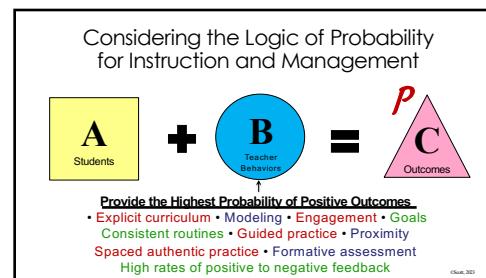 Considering the Logic of Probability
for Instruction and Management
A
Students
+
B
Teacher
Behaviors
=
p
C
Outcomes
Provide the Highest Probability of Positive Outcomes
• Explicit curriculum • Modeling • Engagement • Goals
Consistent routines • Guided practice • Proximity
Spaced authentic practice • Formative assessment
High rates of positive to negative feedback
©Scott, 2023